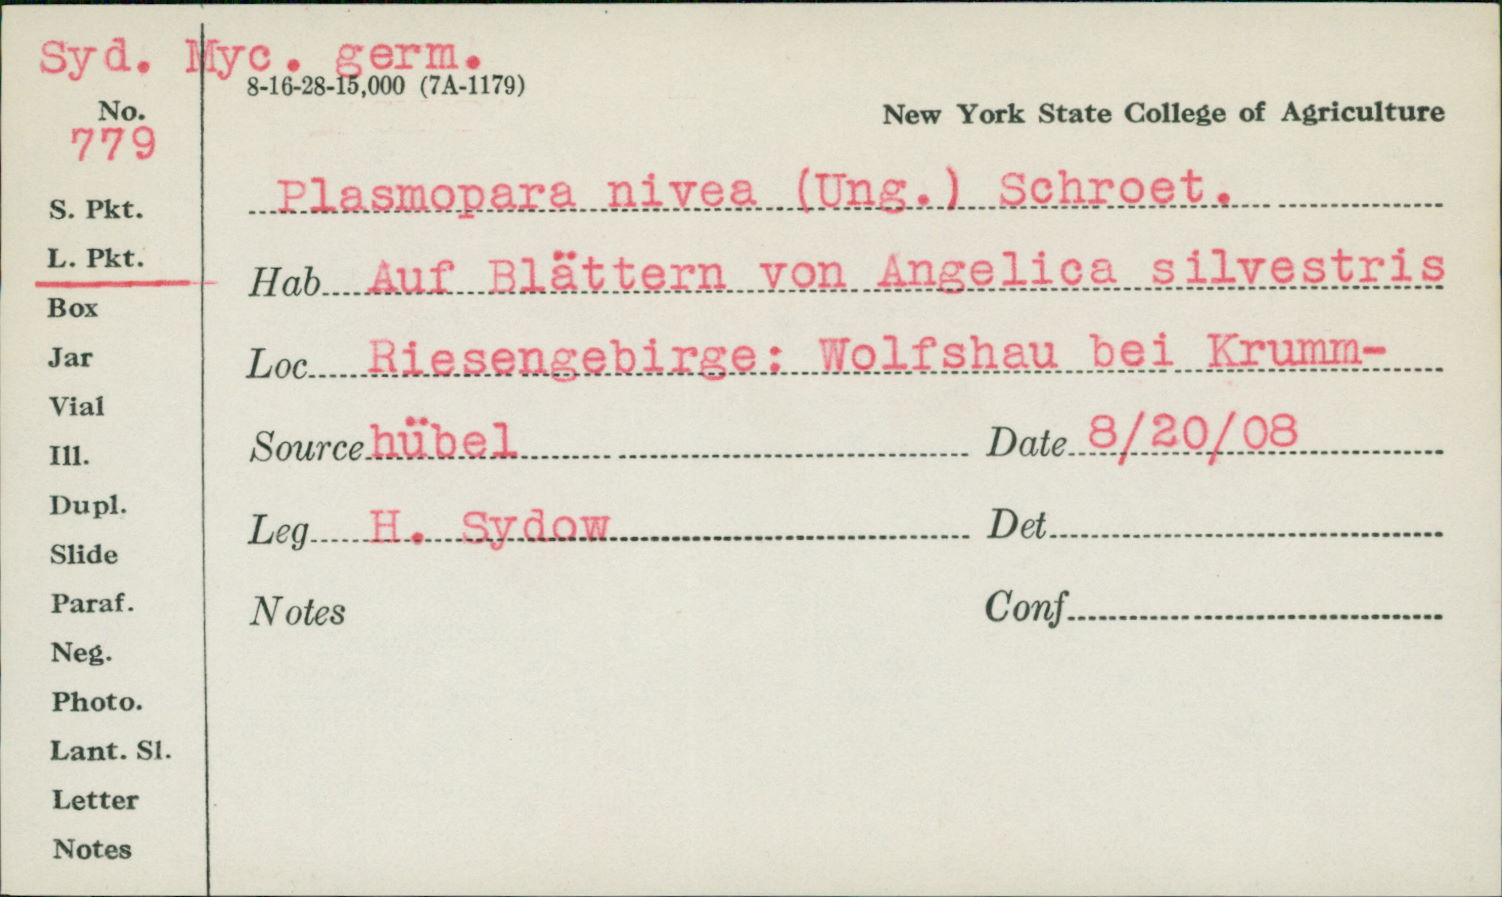 Syd. Myc. germ.
8-16-28-15,000 (7A-1179)
No.
779
New York State College of Agriculture
S. Pkt.
L. Pkt.
Box
Jar
Vial
Ill.
Dupl.
Slide
Paraf.
Neg.
Photo.
Lant. Sl.
Letter
Notes
Plasmopara nivea (Ung.) Schroet.
Hab Auf Blättern von Angelica silvestris
Loc Riesengebirge: Wolfshau bei Krumm-
Source hübel Date 8/20/08
Leg H. Sydow Det
Notes Conf